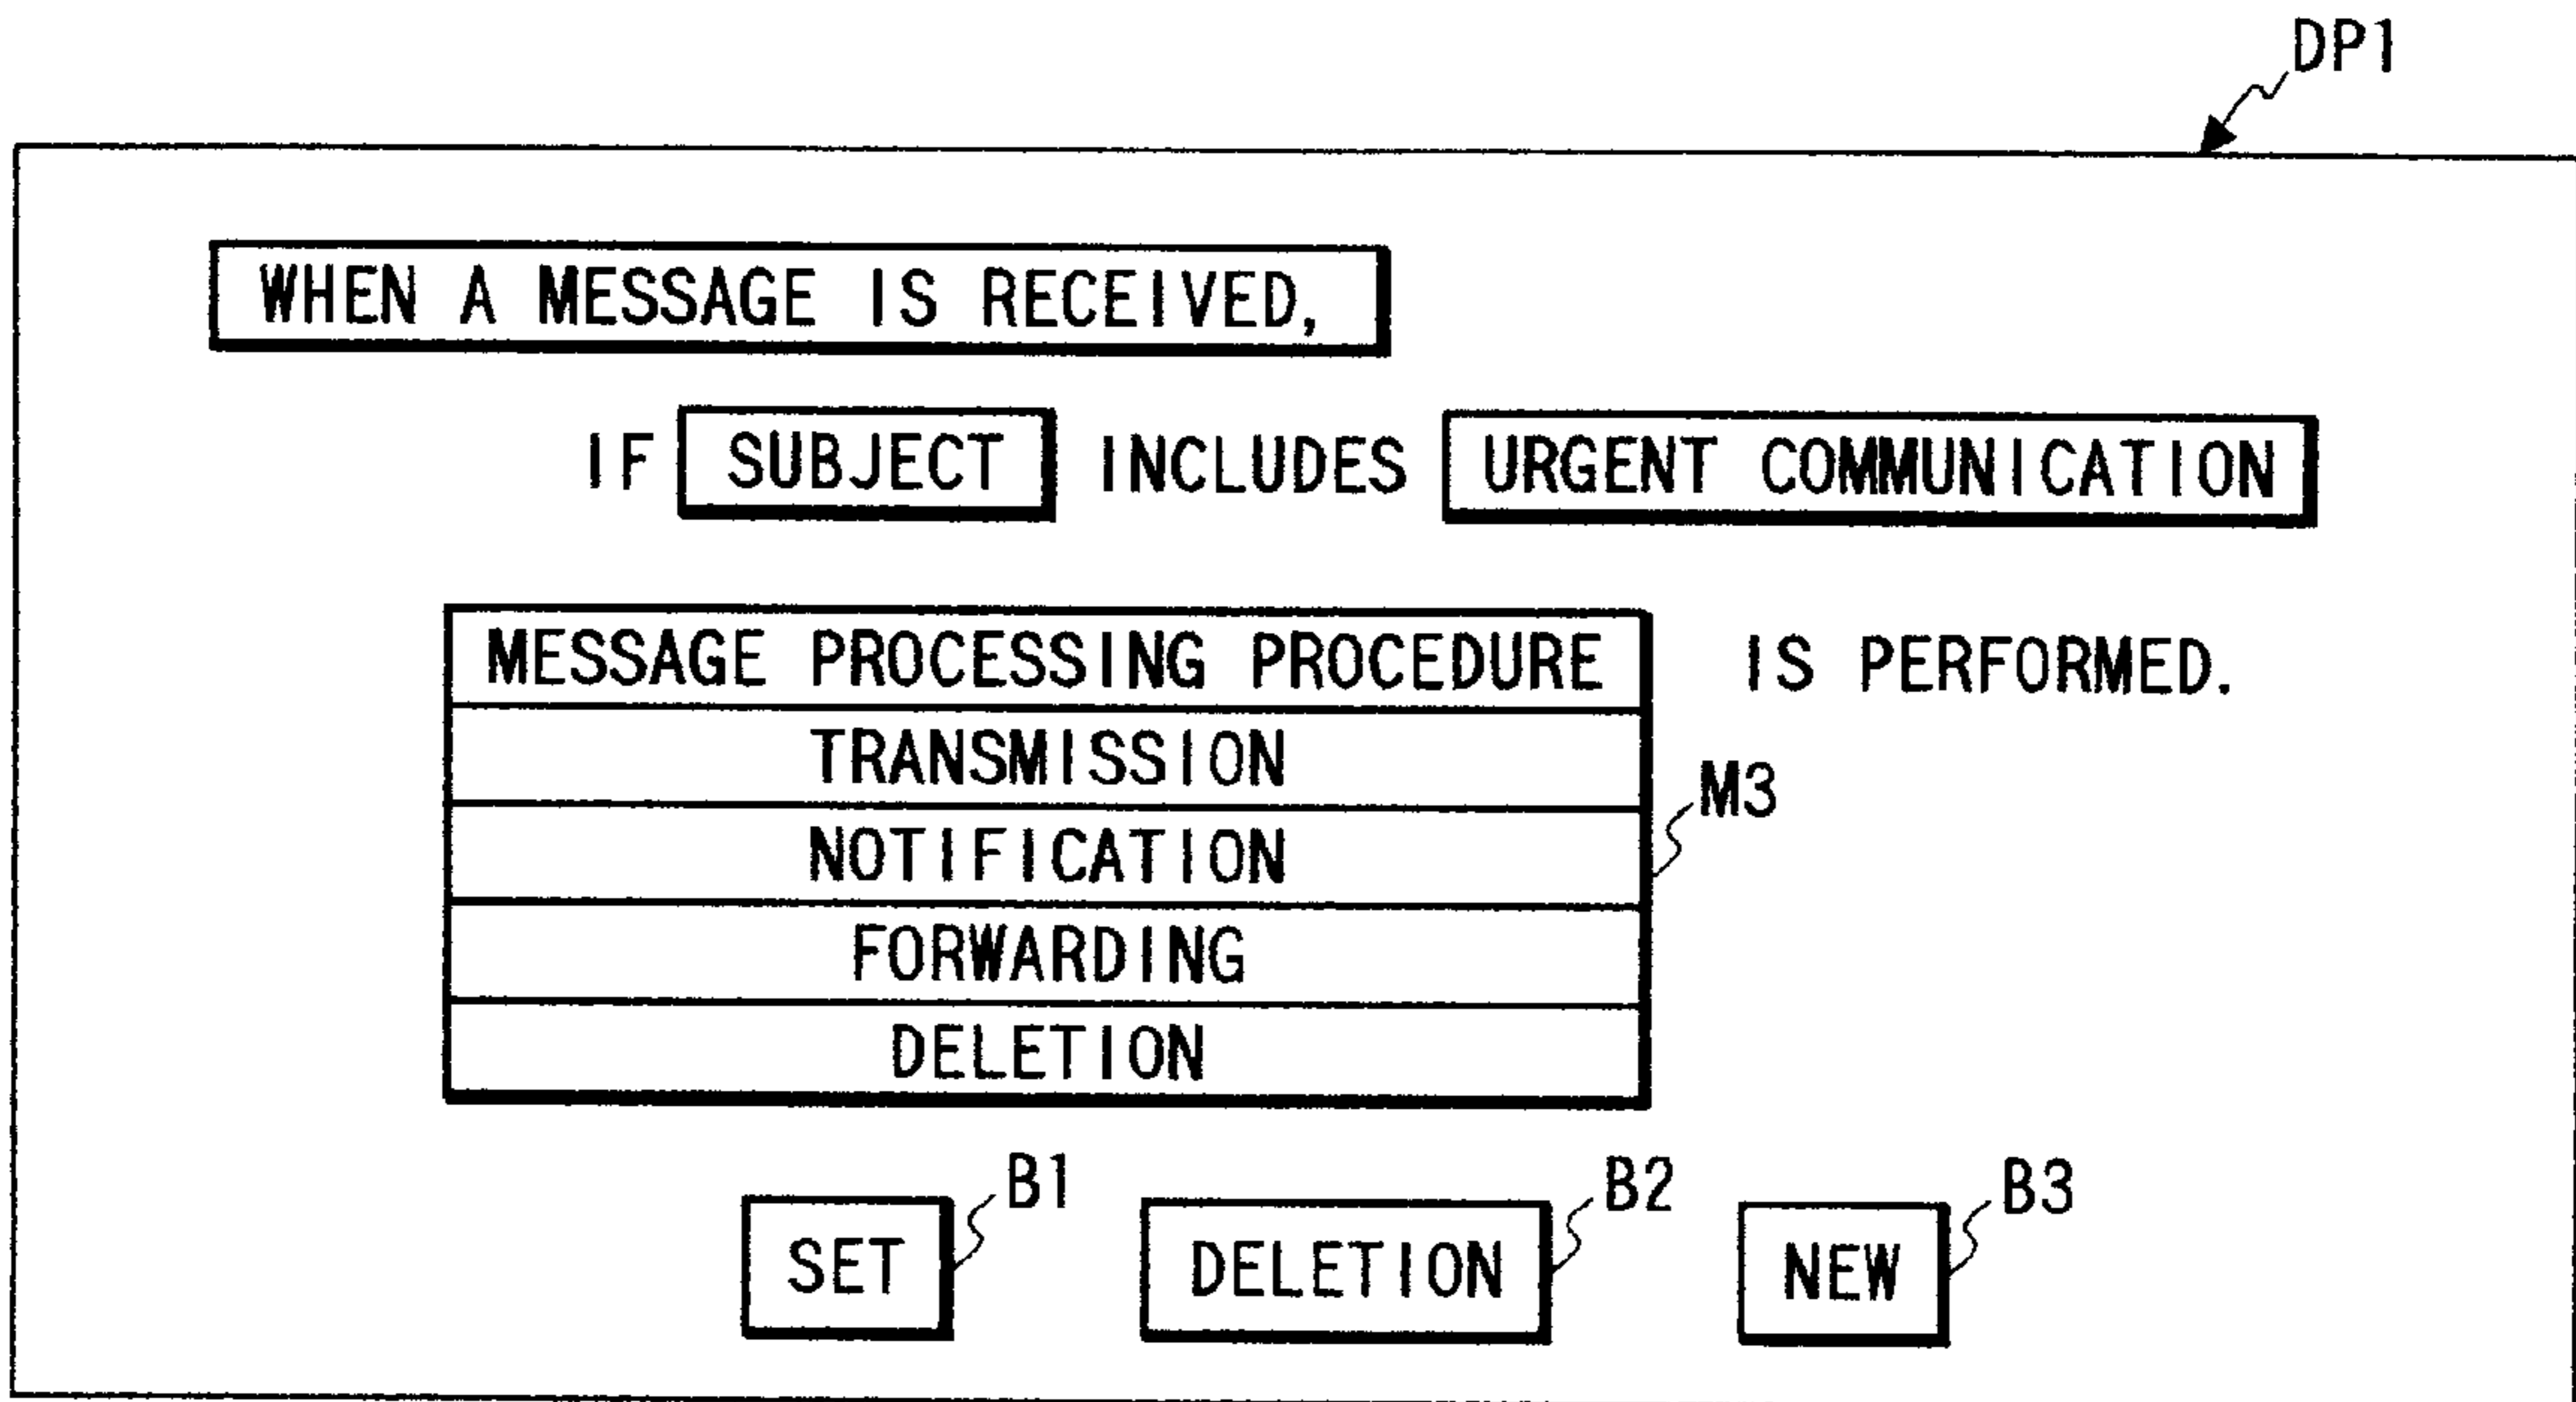 DP1
WHEN A MESSAGE IS RECEIVED,
IF SUBJECT INCLUDES URGENT COMMUNICATION
MESSAGE PROCESSING PROCEDURE IS PERFORMED.
TRANSMISSION
M3
NOTIFICATION
FORWARDING
DELETION
B1 B2 B3
SET DELETION NEW